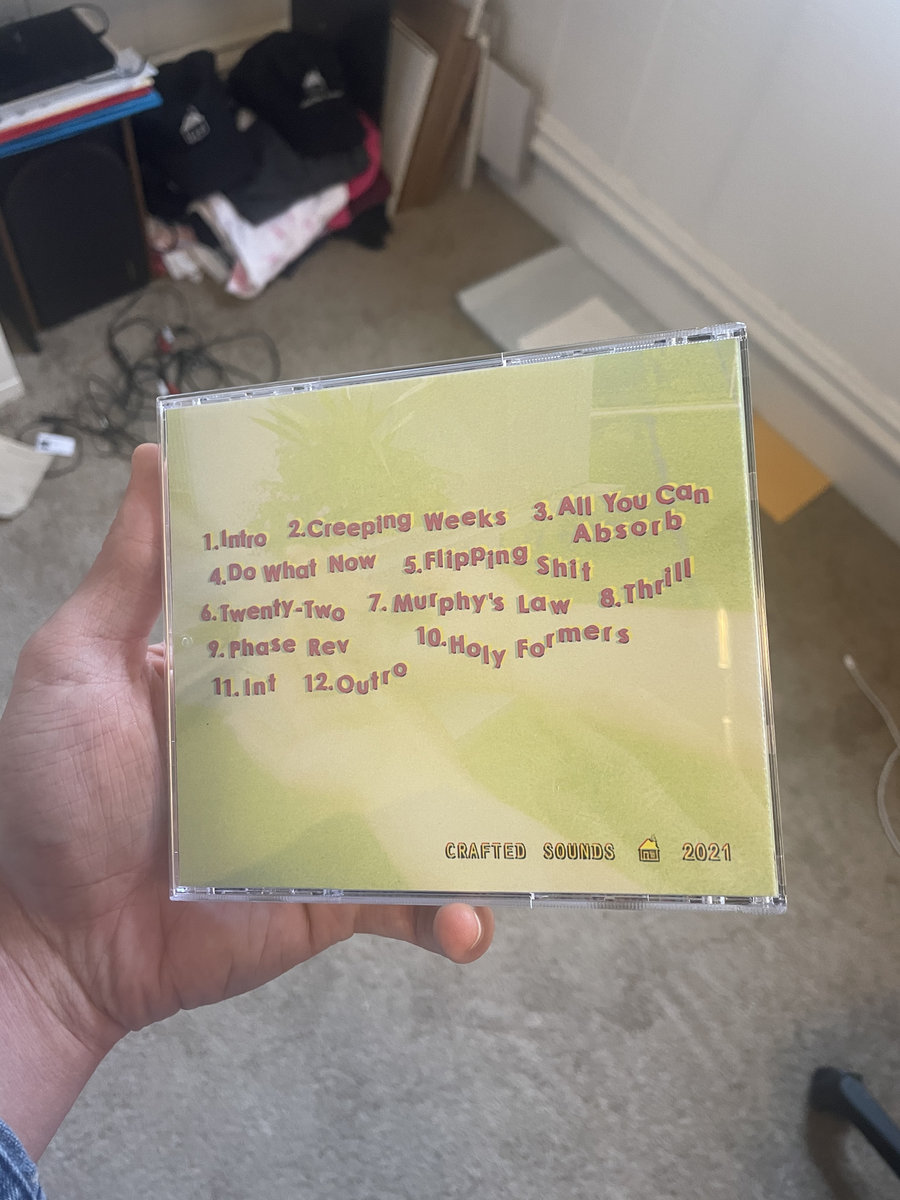 1.Intro 2.Creeping Weeks 3.All You Can
Absorb
4.Do What Now 5.Flipping Shit
6.Twenty-Two 7. Murphy's Law 8.Thrill
9.Phase Rev 10.Holy Formers
11.Int 12.Outro
CRAFTED SOUNDS 2021